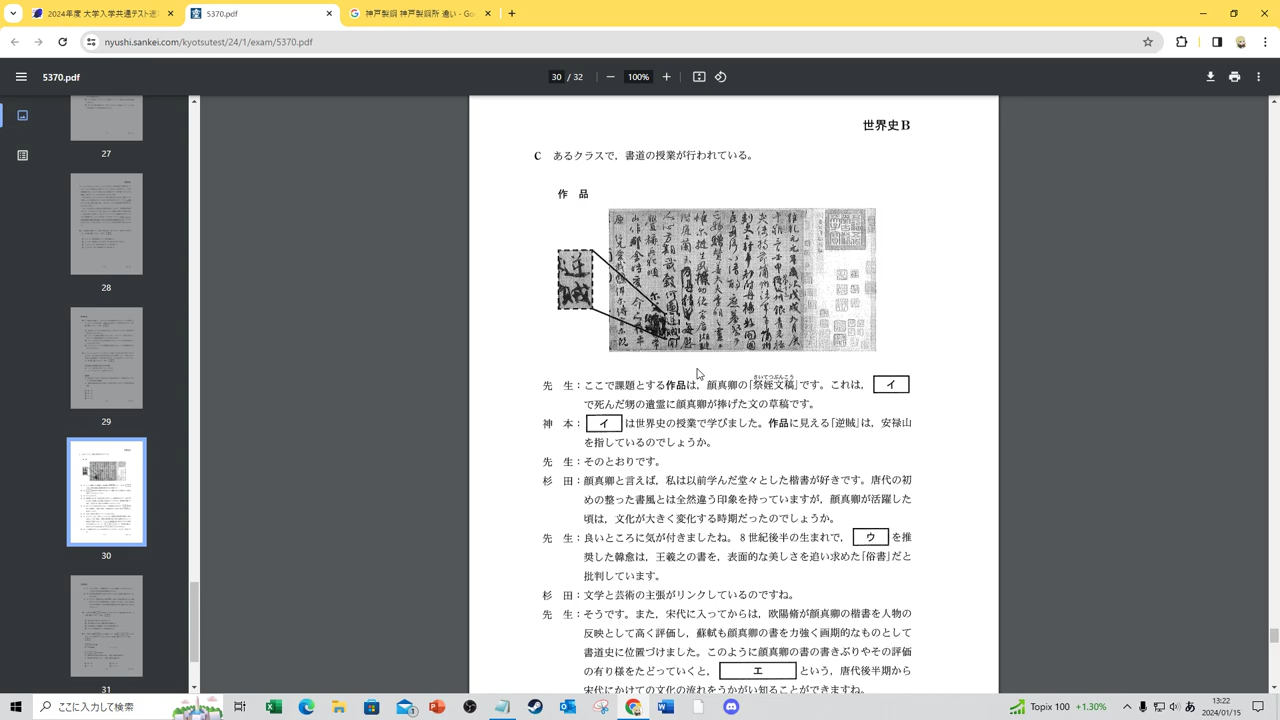 2024年度 大学入学共通テスト速
5370.pdf
神戸製鋼 神戸製鋼所 違い - Go
nyushi.sankei.com/kyotsutest/24/1/exam/5370.pdf
5370.pdf
30 / 32
100%
27
28
29
30
31
世界史B
C あるクラスで，書道の授業が行われている。
作 品
先 生：ここで課題とする作品は，顔真卿の「祭姪文稿」です。これは， イ
さいてつぶんこう
で死んだ甥の遺霊に顔真卿が捧げた文の草稿です。
神 本： イ は世界史の授業で学びました。作品に見える「逆賊」は，安禄山
を指しているのでしょうか。
先 生：そのとおりです。
杉 田：顔真卿と言えば，私は以前学んだ堂々とした楷書が好きです。唐代の初
めの整った書風とは全然違う印象を持っていますが，顔真卿が活躍した
頃は，文化が大きく変化する時期だったのでしょうか。
先 生：良いところに気が付きましたね。8世紀後半の生まれで， ウ を推
奨した韓愈は，王羲之の書を，表面的な美しさを追い求めた「俗書」だと
批判しています。
杉 田：文学と芸術の主張がリンクしているのですね。
先 生：そうです。また，宋代に入ってからは，欧陽脩が顔真卿の楷書を人物の
反映として高く評価し，蘇軾も顔真卿の書を力強く画期的なものとして
書道史に位置づけました。このように顔真卿の書の書きぶりやその評価
の有り様をたどっていくと， エ という，唐代後半期から
宋代にかけての文化の流れをうかがい知ることができますね。
ここに入力して検索
Topix 100 +1.30%
13:22
2024/01/15